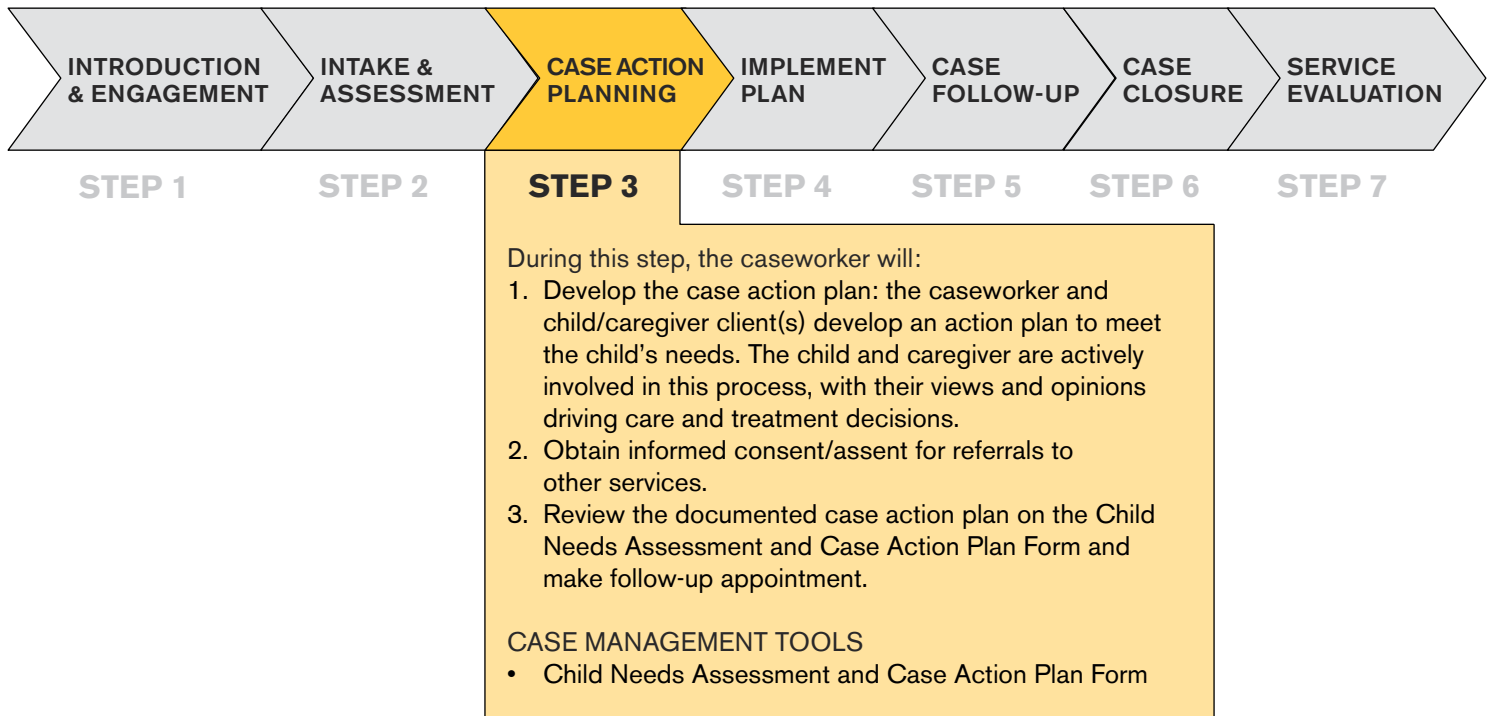 INTRODUCTION
& ENGAGEMENT
INTAKE &
ASSESSMENT
CASE ACTION
PLANNING
IMPLEMENT
PLAN
CASE
FOLLOW-UP
CASE
CLOSURE
SERVICE
EVALUATION
STEP 1
STEP 2
STEP 3
STEP 4
STEP 5
STEP 6
STEP 7
During this step, the caseworker will:
1. Develop the case action plan: the caseworker and
child/caregiver client(s) develop an action plan to meet
the child’s needs. The child and caregiver are actively
involved in this process, with their views and opinions
driving care and treatment decisions.
2. Obtain informed consent/assent for referrals to
other services.
3. Review the documented case action plan on the Child
Needs Assessment and Case Action Plan Form and
make follow-up appointment.
CASE MANAGEMENT TOOLS
• Child Needs Assessment and Case Action Plan Form